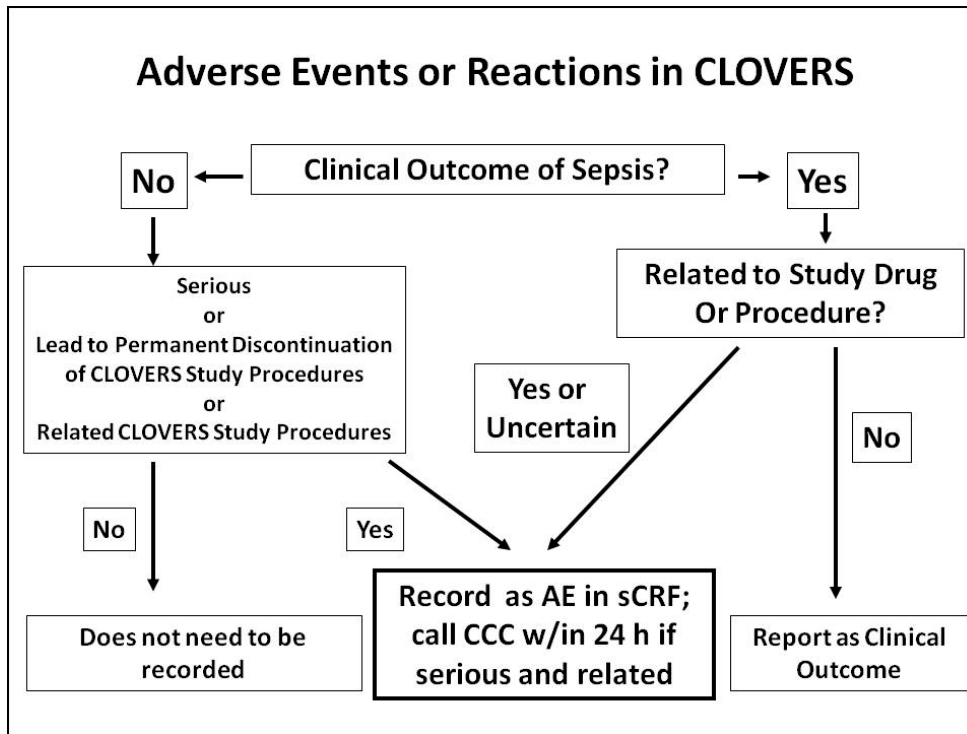 Adverse Events or Reactions in CLOVERS
No
Clinical Outcome of Sepsis?
Yes
Serious
or
Lead to Permanent Discontinuation
of CLOVERS Study Procedures
or
Related CLOVERS Study Procedures
Related to Study Drug
Or Procedure?
Yes or
Uncertain
No
No
Yes
Does not need to be
recorded
Record as AE in sCRF;
call CCC w/in 24 h if
serious and related
Report as Clinical
Outcome